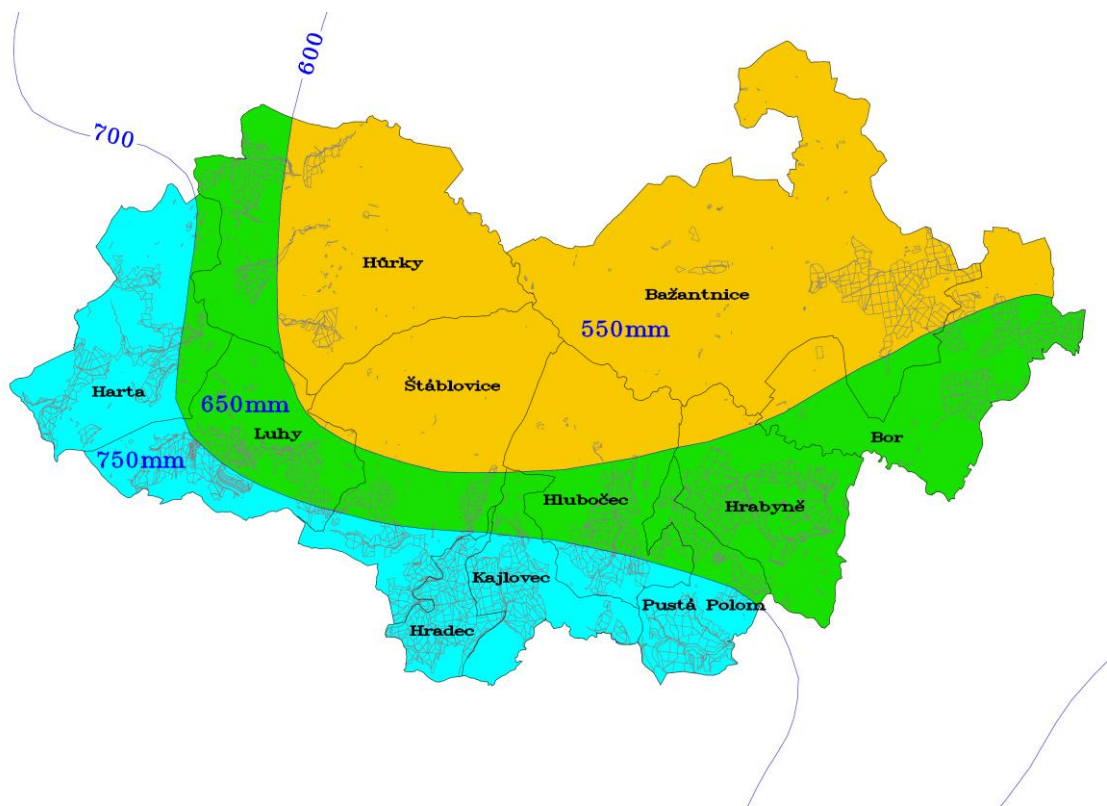 600
700
Hůrky
Bažantnice
550mm
Štáblovice
Harta
650mm
Luhy
Bor
750mm
Hlubočec
Hrabyně
Kajlovec
Pustá Polom
Hradec